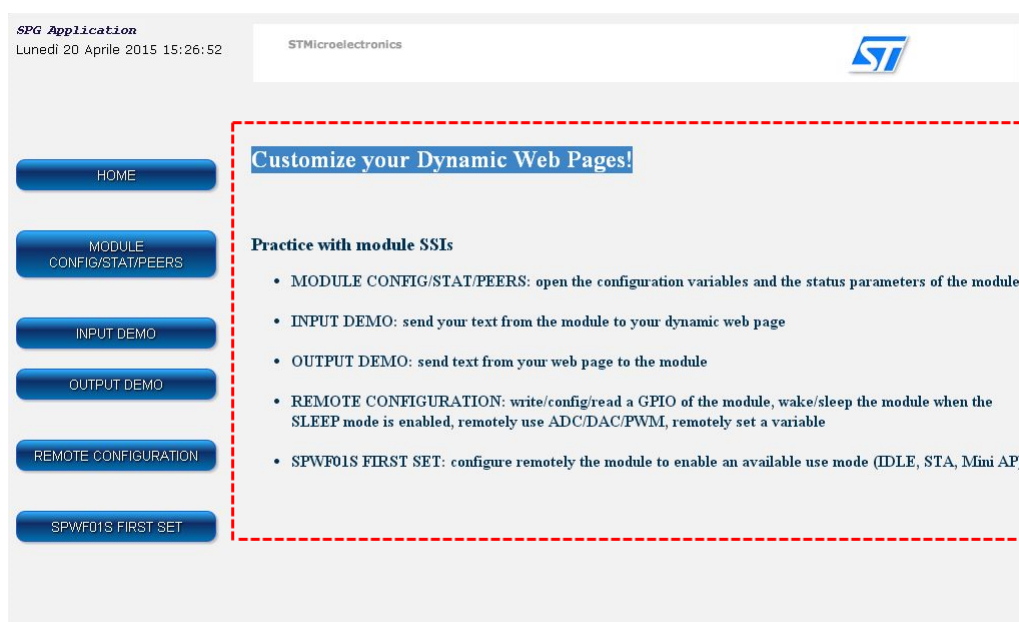 SPG Application
Lunedì 20 Aprile 2015 15:26:52
STMicroelectronics
ST
HOME
MODULE
CONFIG/STAT/PEERS
INPUT DEMO
OUTPUT DEMO
REMOTE CONFIGURATION
SPWF01S FIRST SET
Customize your Dynamic Web Pages!
Practice with module SSIs
• MODULE CONFIG/STAT/PEERS: open the configuration variables and the status parameters of the module
• INPUT DEMO: send your text from the module to your dynamic web page
• OUTPUT DEMO: send text from your web page to the module
• REMOTE CONFIGURATION: write/config/read a GPIO of the module, wake/sleep the module when the
SLEEP mode is enabled, remotely use ADC/DAC/PWM, remotely set a variable
• SPWF01S FIRST SET: configure remotely the module to enable an available use mode (IDLE, STA, Mini AP)